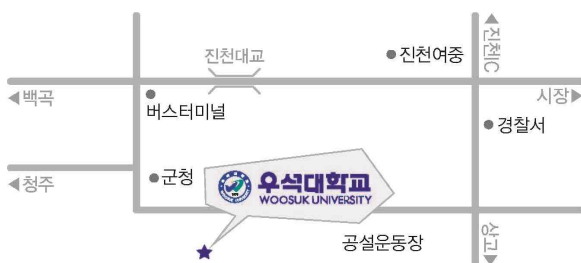 진천대교
진천여중
진천IC
◀백곡
버스터미널
시장▶
경찰서
◀청주
군청
우석대학교
WOOSUK UNIVERSITY
공설운동장
상고